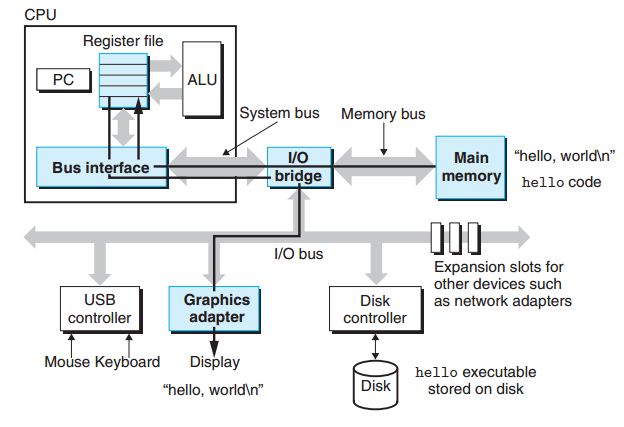 CPU
Register file
PC
ALU
System bus
Memory bus
Bus interface
I/O
bridge
Main
memory
“hello, world\n”
hello code
I/O bus
Expansion slots for
other devices such
as network adapters
USB
controller
Graphics
adapter
Disk
controller
Mouse Keyboard
Display
“hello, world\n”
Disk
hello executable
stored on disk